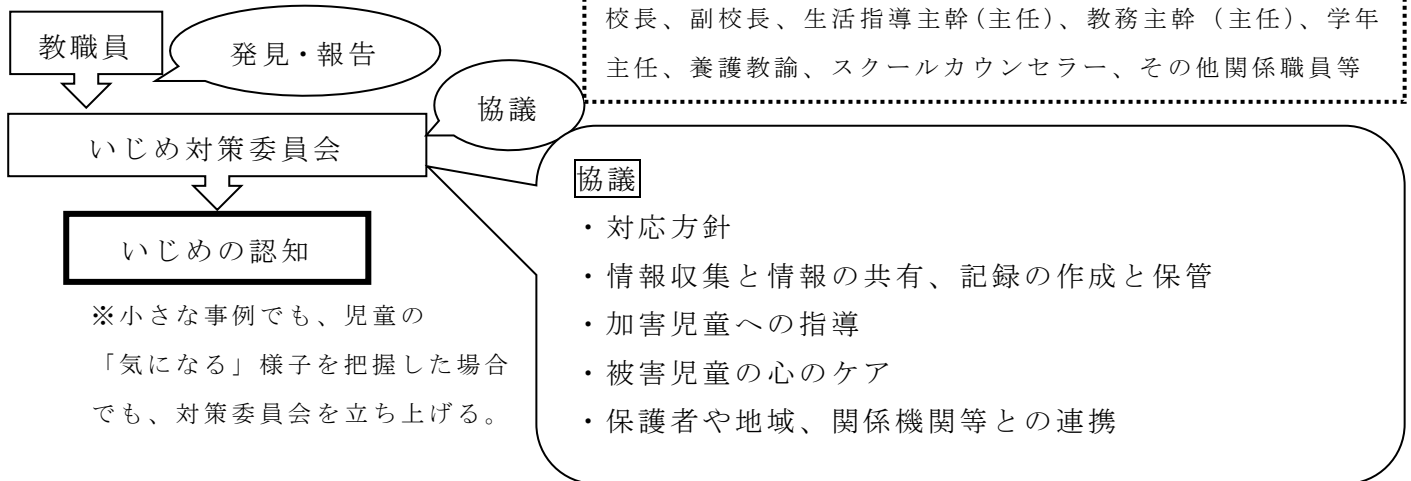 校長、副校長、生活指導主幹(主任)、教務主幹（主任）、学年
主任、養護教諭、スクールカウンセラー、その他関係職員等
教職員
発見・報告
協議
いじめ対策委員会
いじめの認知
※小さな事例でも、児童の
「気になる」様子を把握した場合
でも、対策委員会を立ち上げる。
協議
・対応方針
・情報収集と情報の共有、記録の作成と保管
・加害児童への指導
・被害児童の心のケア
・保護者や地域、関係機関等との連携